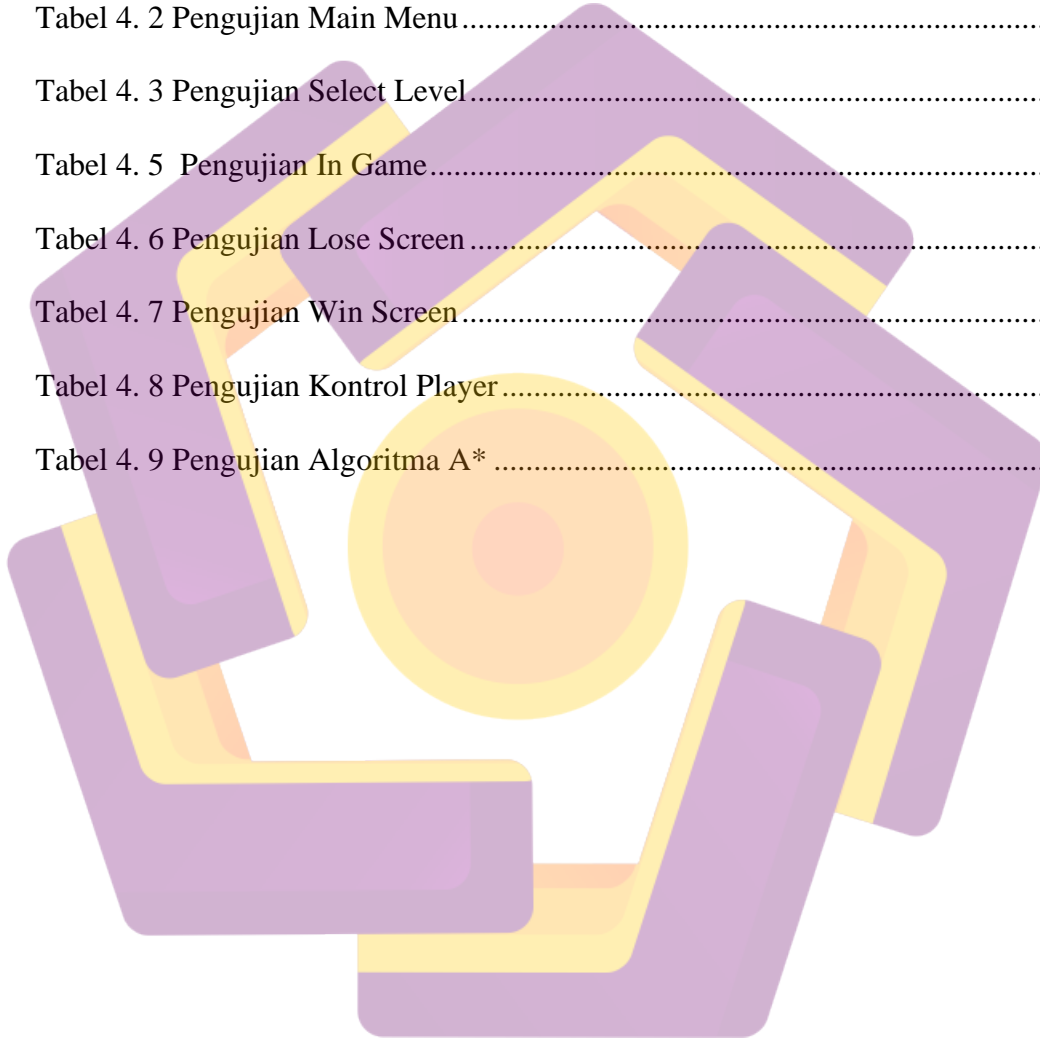 Tabel 4. 2 Pengujian Main Menu........................................................................
Tabel 4. 3 Pengujian Select Level.......................................................................
Tabel 4. 5  Pengujian In Game............................................................................
Tabel 4. 6 Pengujian Lose Screen.......................................................................
Tabel 4. 7 Pengujian Win Screen........................................................................
Tabel 4. 8 Pengujian Kontrol Player...................................................................
Tabel 4. 9 Pengujian Algoritma A* ....................................................................